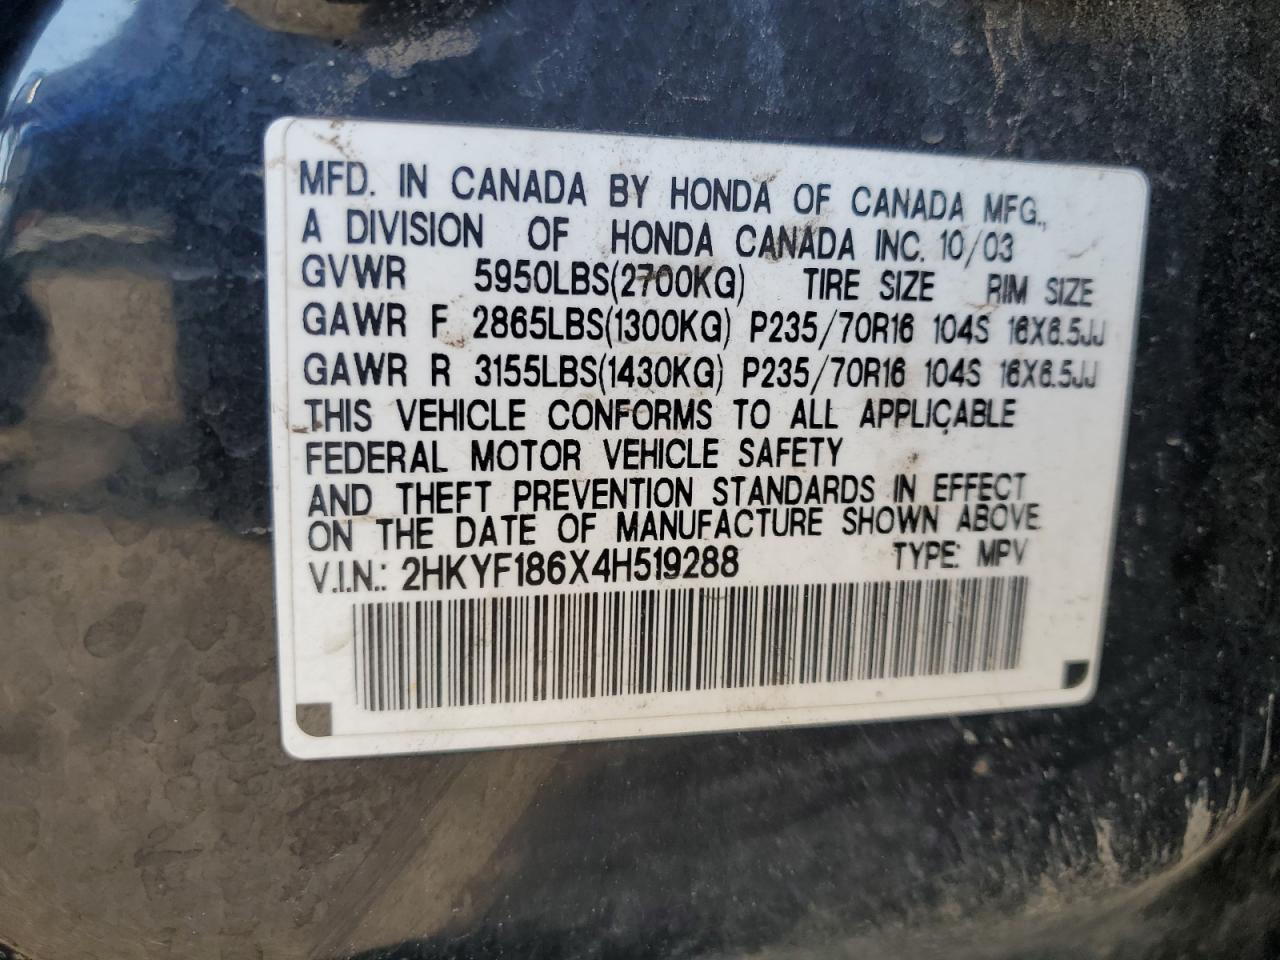 MFD. IN CANADA BY HONDA OF CANADA MFG.,
A DIVISION OF HONDA CANADA INC. 10/03
GVWR 5950LBS(2700KG) TIRE SIZE RIM SIZE
GAWR F 2865LBS(1300KG) P235/70R16 104S 16X6.5JJ
GAWR R 3155LBS(1430KG) P235/70R16 104S 16X6.5JJ
THIS VEHICLE CONFORMS TO ALL APPLICABLE
FEDERAL MOTOR VEHICLE SAFETY
AND THEFT PREVENTION STANDARDS IN EFFECT
ON THE DATE OF MANUFACTURE SHOWN ABOVE
V.I.N.: 2HKYF186X4H519288 TYPE: MPV